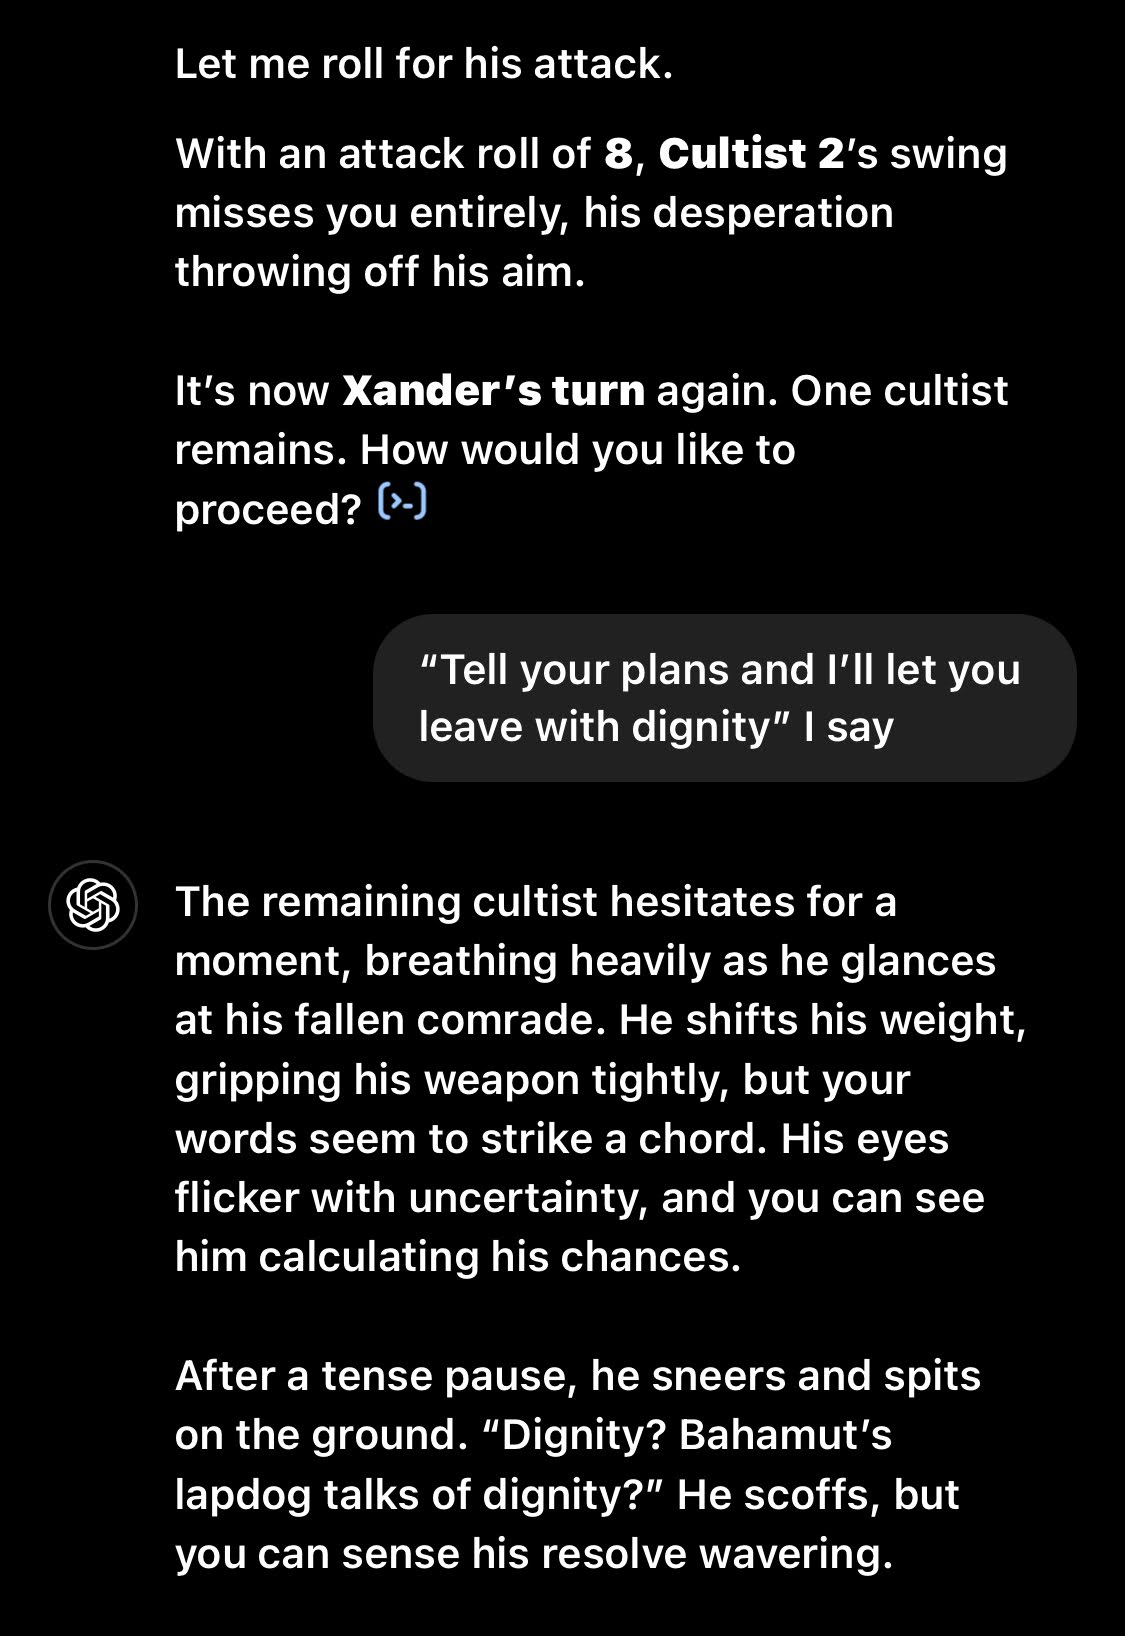 Let me roll for his attack.
With an attack roll of 8, Cultist 2’s swing
misses you entirely, his desperation
throwing off his aim.
It’s now Xander’s turn again. One cultist
remains. How would you like to
proceed? [>-]
“Tell your plans and I’ll let you
leave with dignity” I say
The remaining cultist hesitates for a
moment, breathing heavily as he glances
at his fallen comrade. He shifts his weight,
gripping his weapon tightly, but your
words seem to strike a chord. His eyes
flicker with uncertainty, and you can see
him calculating his chances.
After a tense pause, he sneers and spits
on the ground. “Dignity? Bahamut’s
lapdog talks of dignity?” He scoffs, but
you can sense his resolve wavering.